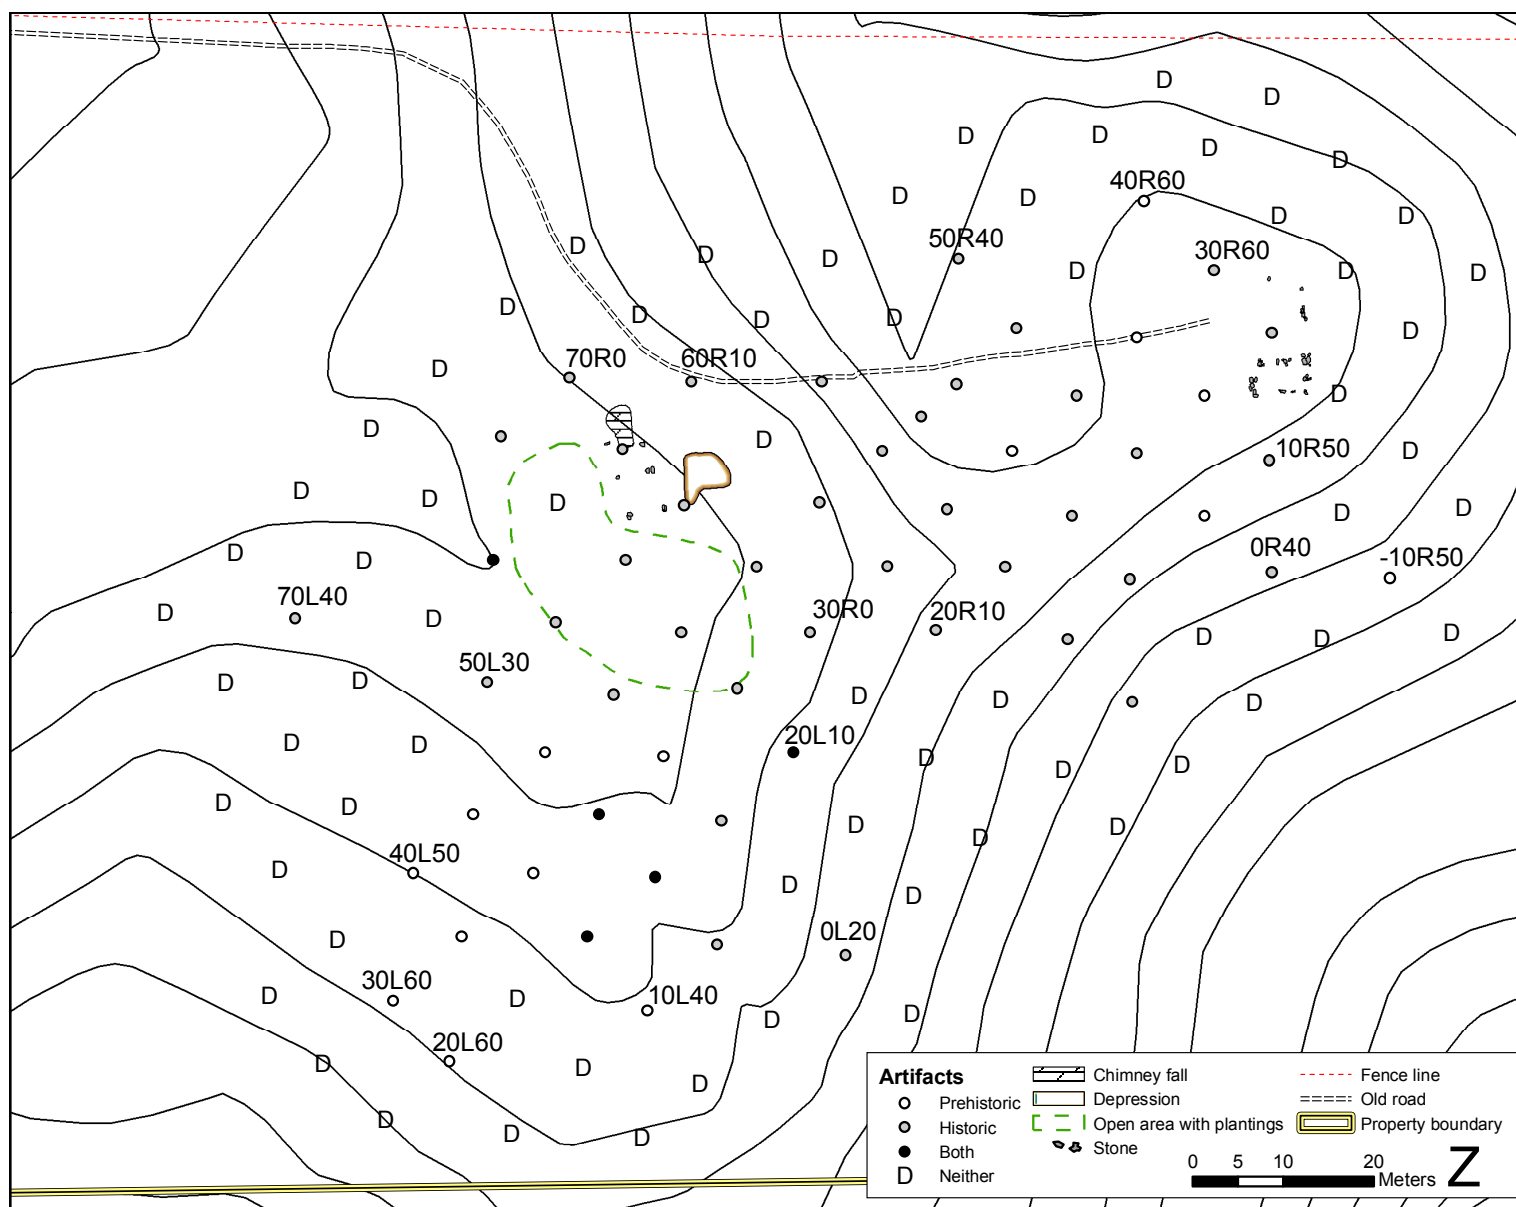 D
D
D
D
D
D
40R60
D
D
D
D
50R40
D
D
D
D
30R60
D
D
D
D
D
D
D
D
D
70R0
60R10
D
D
D
D
D
10R50
D
D
D
D
D
D
D
D
0R40
-10R50
70L40
D
D
30R0
20R10
D
D
D
50L30
D
D
D
D
D
D
D
20L10
D
D
D
D
D
D
D
D
D
40L50
D
D
D
D
0L20
30L60
D
D
10L40
D
D
20L60
D
D
D
D
D
D
Artifacts
Prehistoric
Historic
Both
D Neither
Chimney fall
Depression
Open area with plantings
Stone
Fence line
Old road
Property boundary
0 5 10 20
Meters
Z